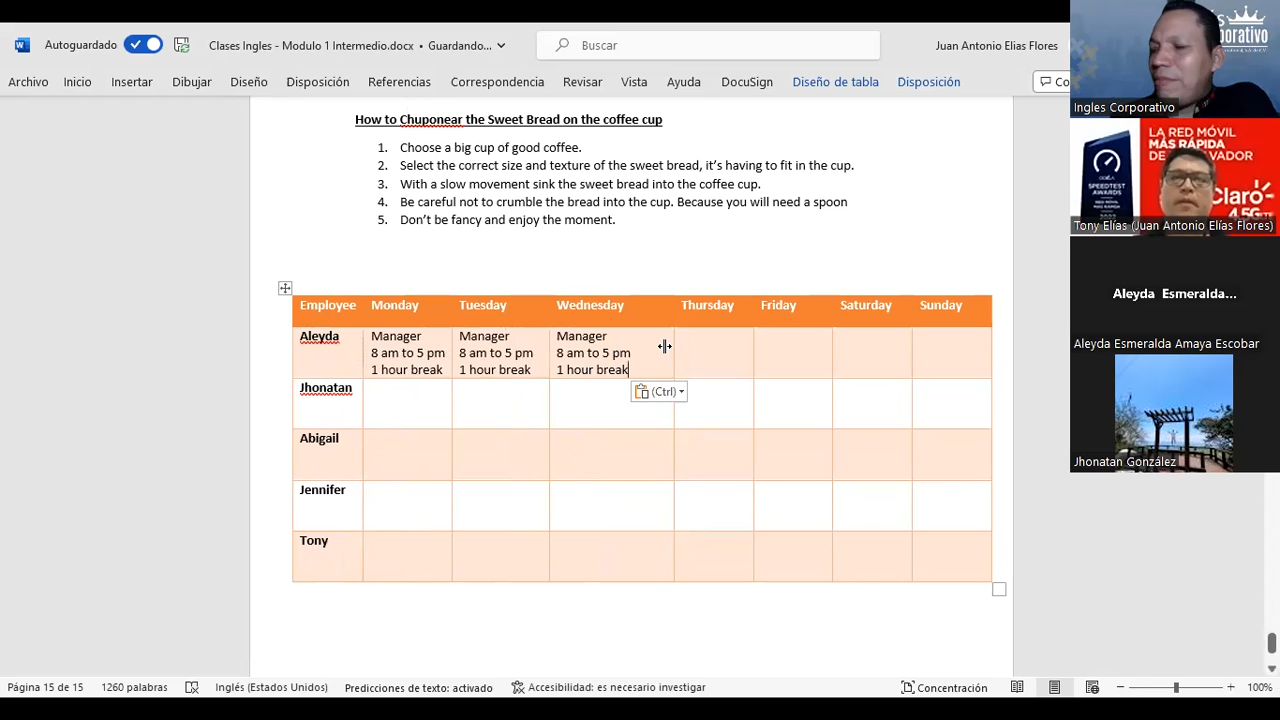 Autoguardado
Clases Ingles - Modulo 1 Intermedio.docx • Guardando...
Buscar
Juan Antonio Elias Flores
Archivo Inicio Insertar Dibujar Diseño Disposición Referencias Correspondencia Revisar Vista Ayuda DocuSign Diseño de tabla Disposición
Co
How to Chuponear the Sweet Bread on the coffee cup
1. Choose a big cup of good coffee.
2. Select the correct size and texture of the sweet bread, it's having to fit in the cup.
3. With a slow movement sink the sweet bread into the coffee cup.
4. Be careful not to crumble the bread into the cup. Because you will need a spoon
5. Don't be fancy and enjoy the moment.
Employee Monday Tuesday Wednesday Thursday Friday Saturday Sunday
Aleyda Manager Manager Manager
8 am to 5 pm 8 am to 5 pm 8 am to 5 pm
1 hour break 1 hour break 1 hour break
(Ctrl)
Jhonatan
Abigail
Jennifer
Tony
Ingles Corporativo
LA RED MÓVIL
MÁS RÁPIDA
SPEEDTEST
AWARDS
Claro
4.5G
Tony Elías (Juan Antonio Elías Flores)
Aleyda Esmeralda...
Aleyda Esmeralda Amaya Escobar
Jhonatan González
Página 15 de 15 1260 palabras Inglés (Estados Unidos) Predicciones de texto: activado Accesibilidad: es necesario investigar Concentración 100%